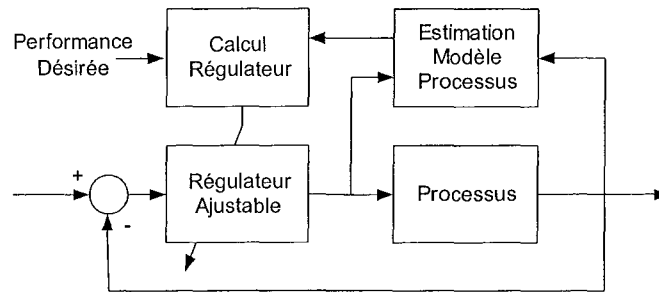 Performance
Désirée
Calcul
Régulateur
Estimation
Modèle
Processus
+
-
Régulateur
Ajustable
Processus